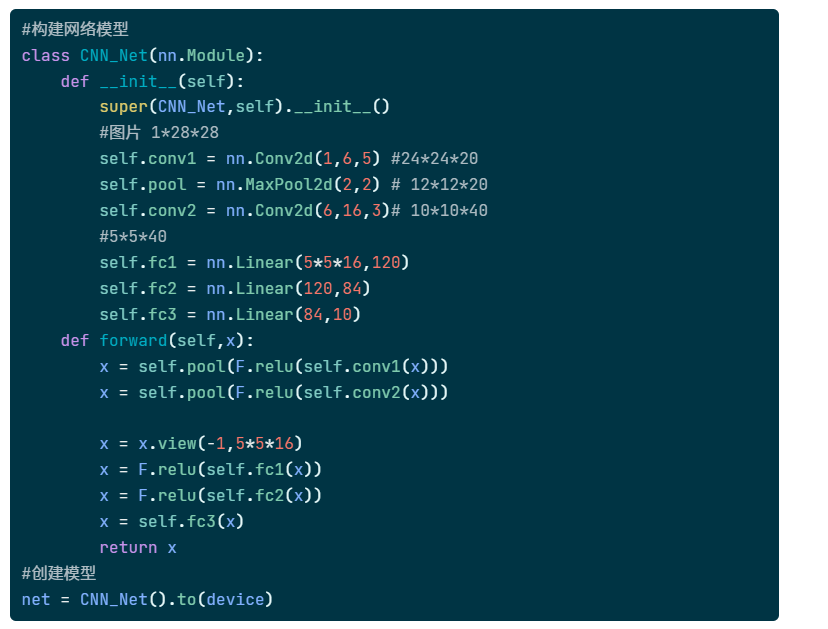 #构建网络模型
class CNN_Net(nn.Module):
    def __init__(self):
        super(CNN_Net,self).__init__()
        #图片 1*28*28
        self.conv1 = nn.Conv2d(1,6,5) #24*24*20
        self.pool = nn.MaxPool2d(2,2) # 12*12*20
        self.conv2 = nn.Conv2d(6,16,3)# 10*10*40
        #5*5*40
        self.fc1 = nn.Linear(5*5*16,120)
        self.fc2 = nn.Linear(120,84)
        self.fc3 = nn.Linear(84,10)
    def forward(self,x):
        x = self.pool(F.relu(self.conv1(x)))
        x = self.pool(F.relu(self.conv2(x)))

        x = x.view(-1,5*5*16)
        x = F.relu(self.fc1(x))
        x = F.relu(self.fc2(x))
        x = self.fc3(x)
        return x
#创建模型
net = CNN_Net().to(device)